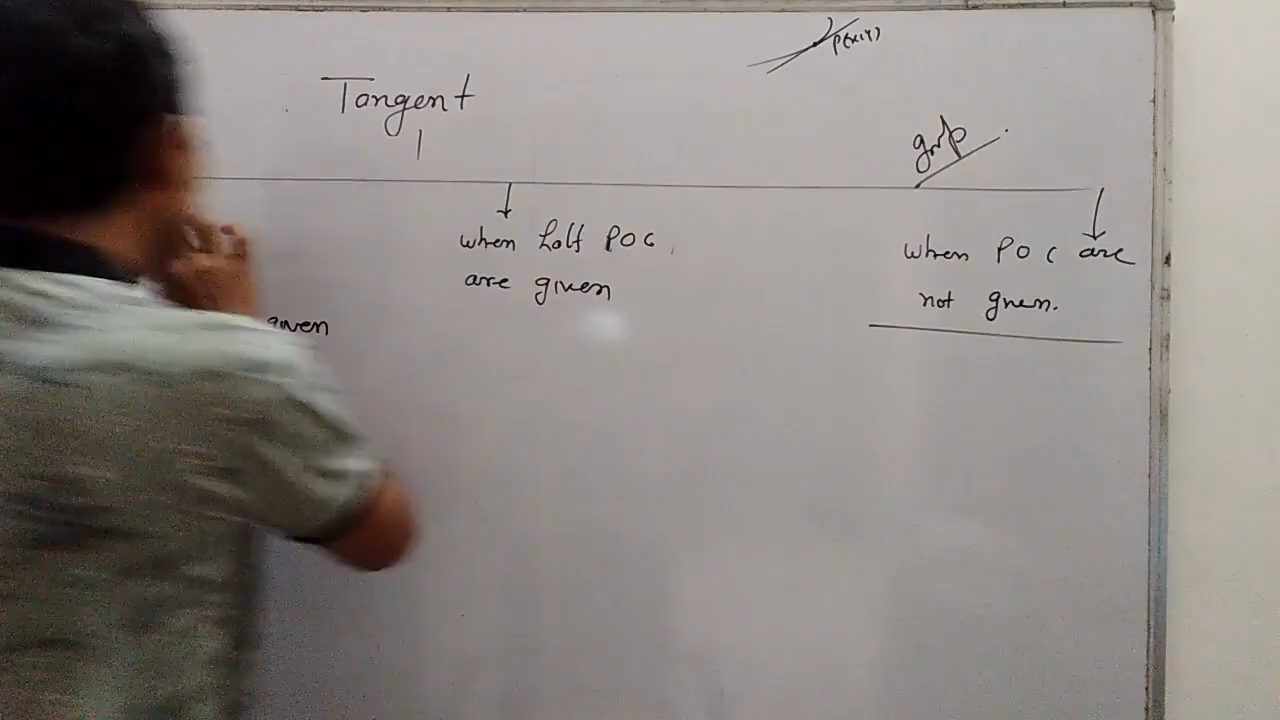 P(x,y)
Tangent
when half POC
are given
when POC are
not given.
given